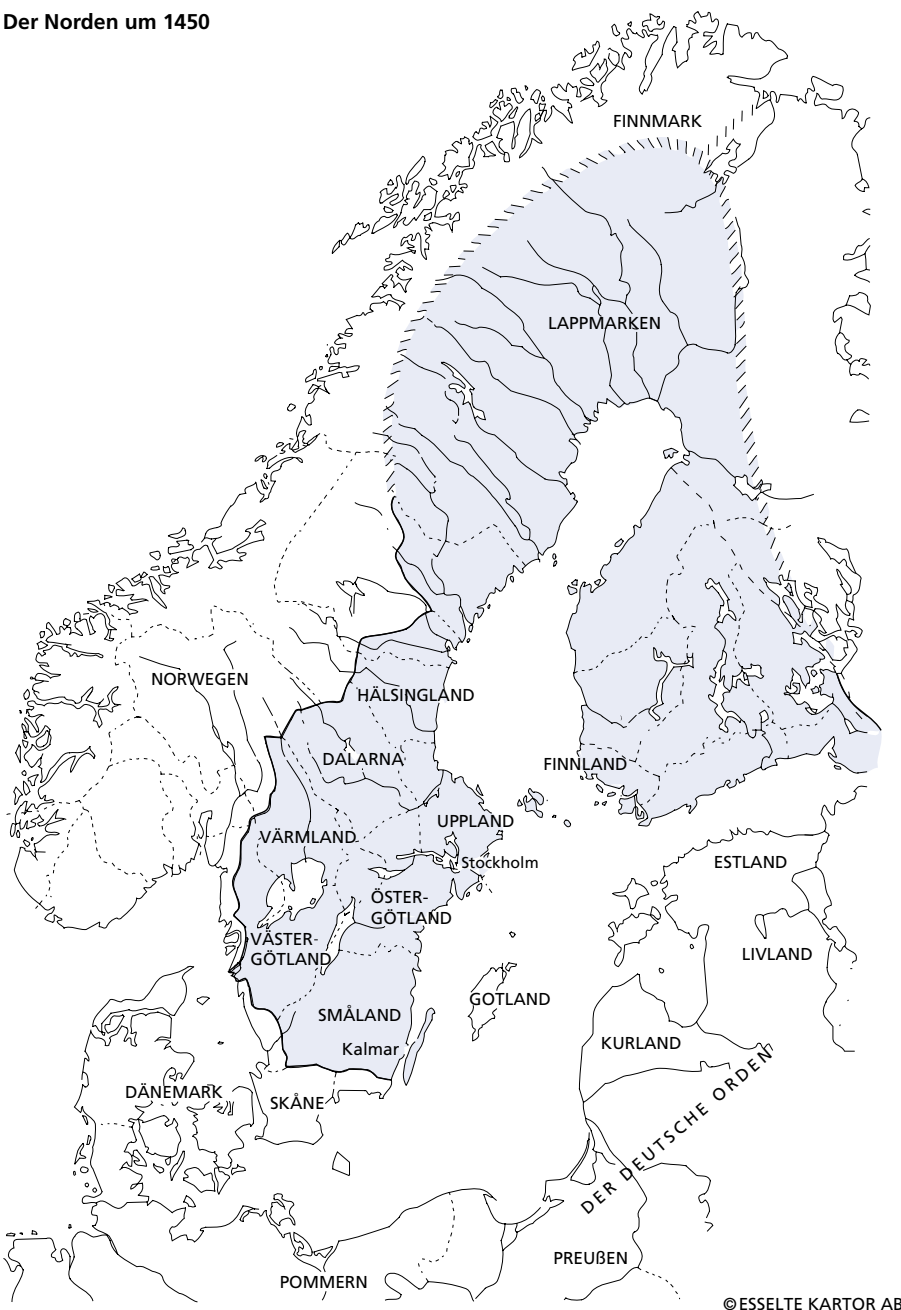 Der Norden um 1450
FINNMARK
LAPPMARKEN
NORWEGEN
HÄLSINGLAND
DALARNA
FINNLAND
UPPLAND
VÄRMLAND
Stockholm
ESTLAND
ÖSTER-
GÖTLAND
VÄSTER-
GÖTLAND
LIVLAND
GOTLAND
SMÅLAND
Kalmar
KURLAND
DÄNEMARK
SKÅNE
DER DEUTSCHE ORDEN
PREUßEN
POMMERN
©ESSELTE KARTOR AB